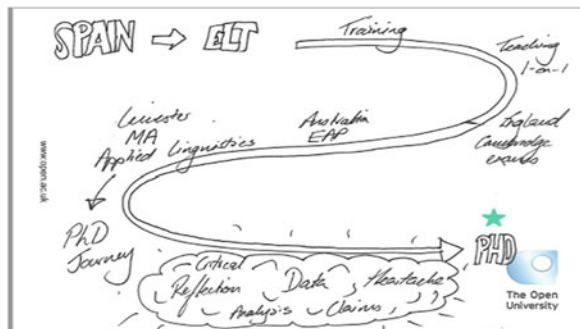 SPAIN → ELT
Training
Teaching
1-on-1
England
Cambridge
exams
Australia
EAP
Leicester
MA
Applied Linguistics
www.open.ac.uk
PhD
Journey
PHD
Critical
Reflection
Data
Heartache
Analysis
Claims
The Open
University